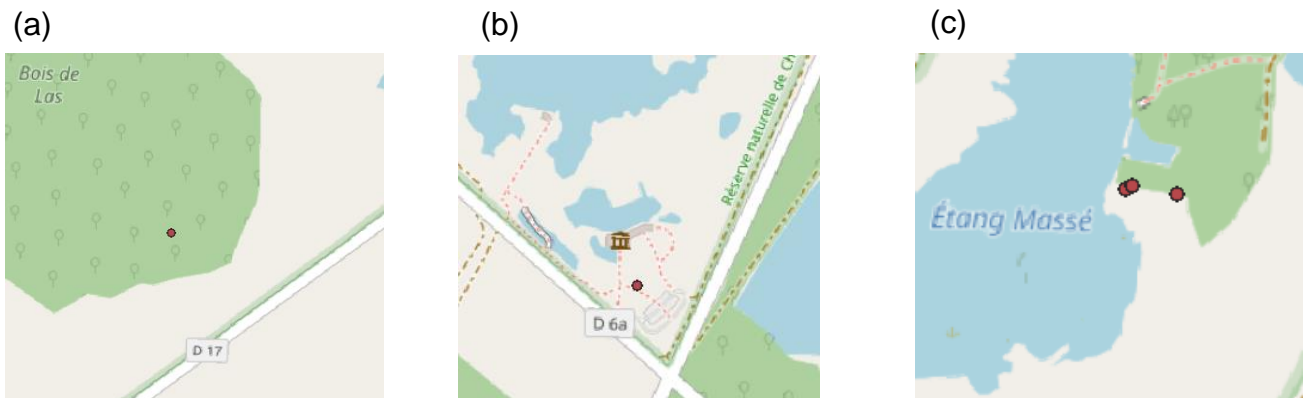 (a)
(b)
(c)
Bois de
Las
D 17
Réserve naturelle de Ch
D 6a
Étang Massé